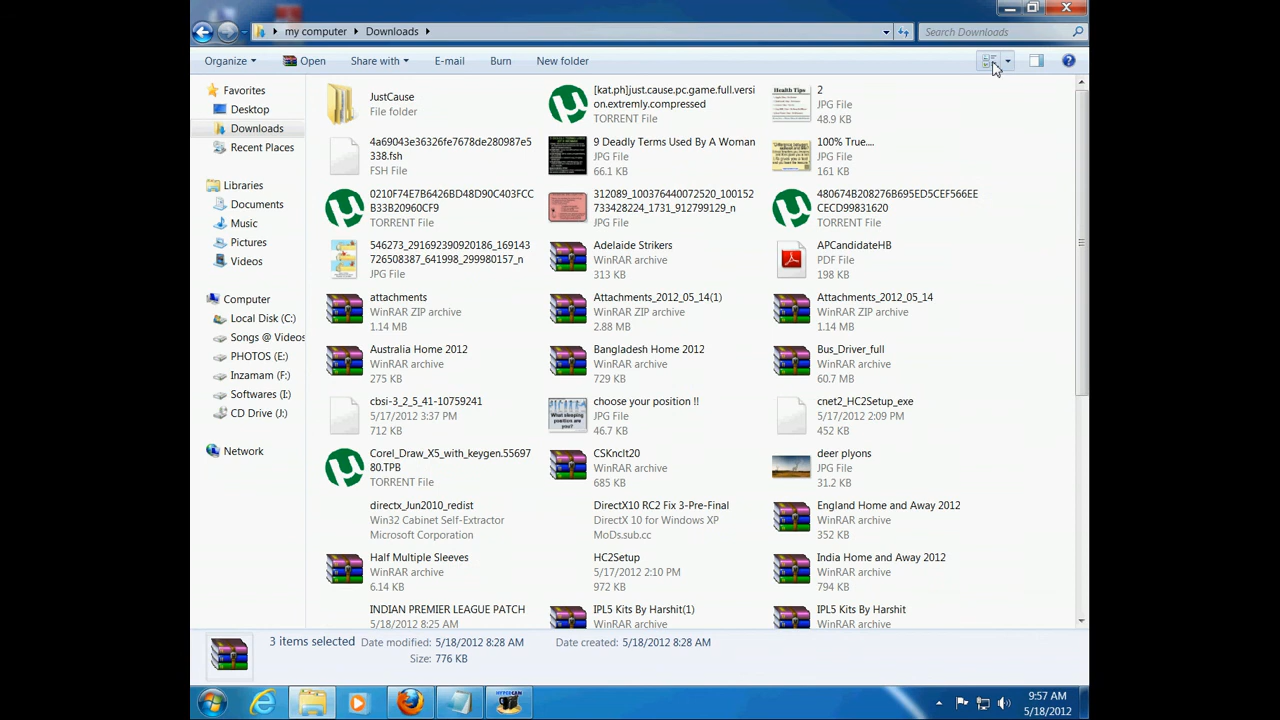 my computer Downloads Search Downloads
Organize Open Share with E-mail Burn New folder
Favorites
Desktop
Downloads
Recent Places
Libraries
Documents
Music
Pictures
Videos
Computer
Local Disk (C:)
Songs @ Videos
PHOTOS (E:)
Inzamam (F:)
Softwares (I:)
CD Drive (J:)
Network
JustCause
File folder
[kat.ph]just.cause.pc.game.full.versi
on.extremly.compressed
TORRENT File
2
JPG File
48.9 KB
4a69043e36326fe7678de280987e5
338.fsh
FSH File
9 Deadly Terms Used By A Woman
JPG File
66.1 KB
100% True....
JPG File
161 KB
0210F74E7B6426BD48D90C403FCC
B33B20960CF9
TORRENT File
312089_100376440072520_100152
733428224_1731_912799129_n
JPG File
480674B208276B695ED5CEF566EE
CECD99831620
TORRENT File
546273_291692390920186_169143
726508387_641998_299980157_n
JPG File
Adelaide Strikers
WinRAR archive
313 KB
APCandidateHB
PDF File
198 KB
attachments
WinRAR ZIP archive
1.14 MB
Attachments_2012_05_14(1)
WinRAR ZIP archive
2.88 MB
Attachments_2012_05_14
WinRAR ZIP archive
1.14 MB
Australia Home 2012
WinRAR archive
275 KB
Bangladesh Home 2012
WinRAR archive
729 KB
Bus_Driver_full
WinRAR archive
60.7 MB
cbsi-3_2_5_41-10759241
5/17/2012 3:37 PM
712 KB
choose your position !!
JPG File
46.7 KB
cnet2_HC2Setup_exe
5/17/2012 2:09 PM
452 KB
Corel_Draw_X5_with_keygen.55697
80.TPB
TORRENT File
CSKnclt20
WinRAR archive
685 KB
deer plyons
JPG File
31.2 KB
directx_Jun2010_redist
Win32 Cabinet Self-Extractor
Microsoft Corporation
DirectX10 RC2 Fix 3-Pre-Final
DirectX 10 for Windows XP
MoDs.sub.cc
England Home and Away 2012
WinRAR archive
352 KB
Half Multiple Sleeves
WinRAR archive
6.14 KB
HC2Setup
5/17/2012 2:10 PM
972 KB
India Home and Away 2012
WinRAR archive
794 KB
INDIAN PREMIER LEAGUE PATCH
5/18/2012 8:25 AM
IPL5 Kits By Harshit(1)
WinRAR archive
IPL5 Kits By Harshit
WinRAR archive
3 items selected Date modified: 5/18/2012 8:28 AM Date created: 5/18/2012 8:28 AM
Size: 776 KB
9:57 AM
5/18/2012